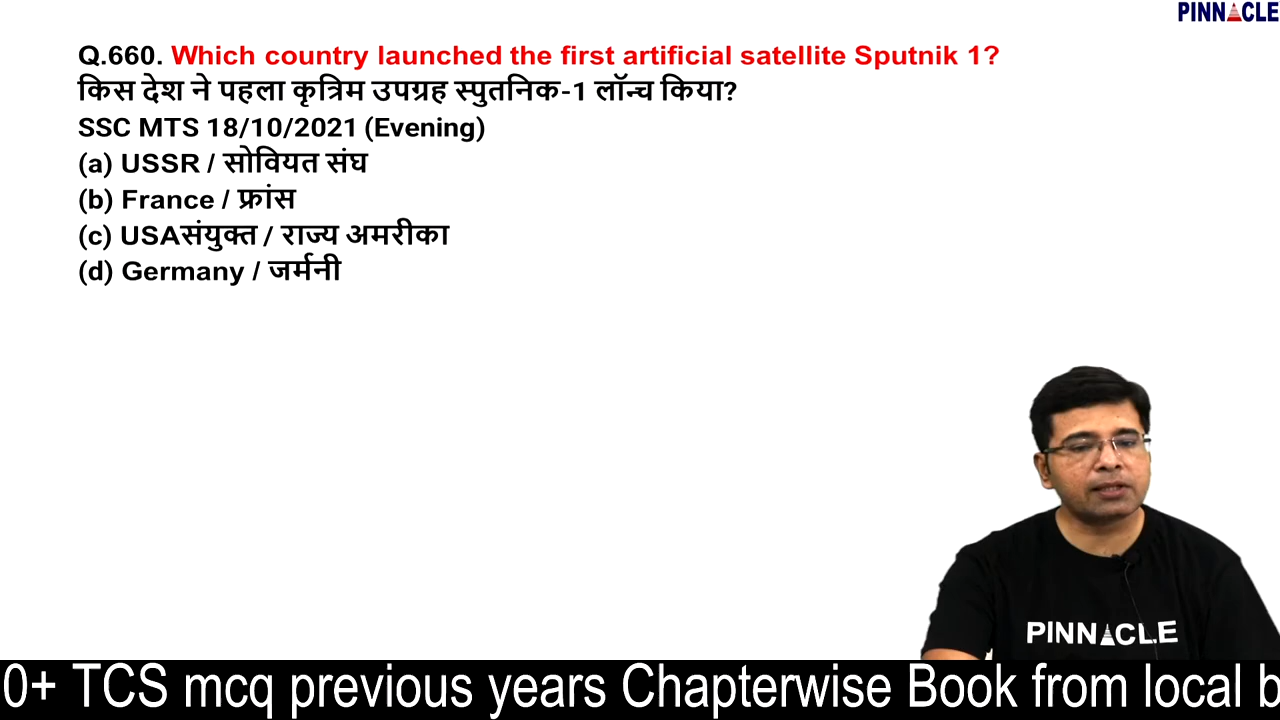 PINNACLE
Q.660. Which country launched the first artificial satellite Sputnik 1?
किस देश ने पहला कृत्रिम उपग्रह स्पुतनिक-1 लॉन्च किया?
SSC MTS 18/10/2021 (Evening)
(a) USSR / सोवियत संघ
(b) France / फ्रांस
(c) USAसंयुक्त / राज्य अमरीका
(d) Germany / जर्मनी
PINNACLE
0+ TCS mcq previous years Chapterwise Book from local b